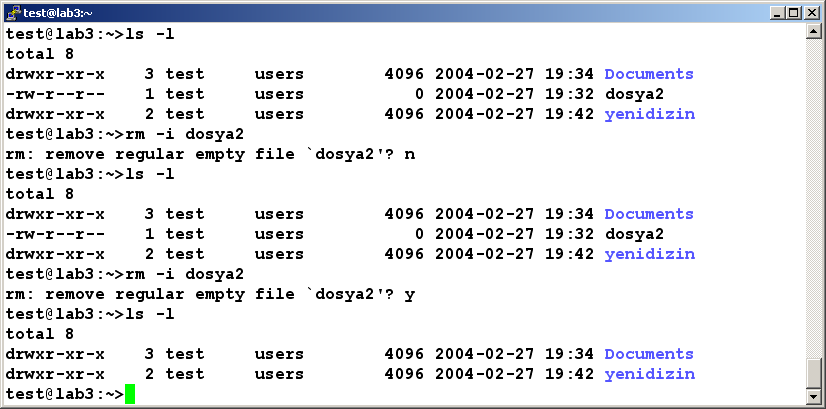 test@lab3:~
test@lab3:~>ls -l
total 8
drwxr-xr-x    3 test     users        4096 2004-02-27 19:34 Documents
-rw-r--r--    1 test     users           0 2004-02-27 19:32 dosya2
drwxr-xr-x    2 test     users        4096 2004-02-27 19:42 yenidizin
test@lab3:~>rm -i dosya2
rm: remove regular empty file `dosya2'? n
test@lab3:~>ls -l
total 8
drwxr-xr-x    3 test     users        4096 2004-02-27 19:34 Documents
-rw-r--r--    1 test     users           0 2004-02-27 19:32 dosya2
drwxr-xr-x    2 test     users        4096 2004-02-27 19:42 yenidizin
test@lab3:~>rm -i dosya2
rm: remove regular empty file `dosya2'? y
test@lab3:~>ls -l
total 8
drwxr-xr-x    3 test     users        4096 2004-02-27 19:34 Documents
drwxr-xr-x    2 test     users        4096 2004-02-27 19:42 yenidizin
test@lab3:~>